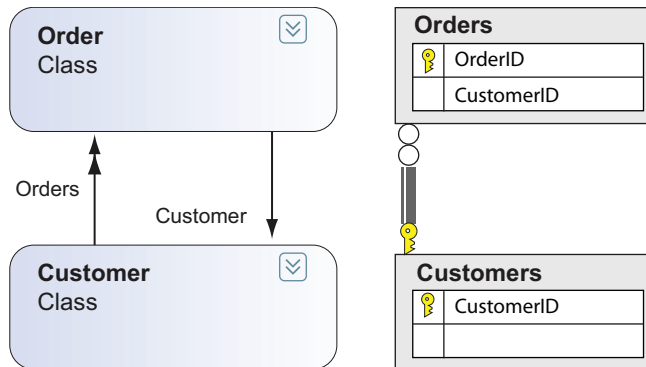 Order
Class
Orders
Customer
Customer
Class
Orders
OrderID
CustomerID
Customers
CustomerID